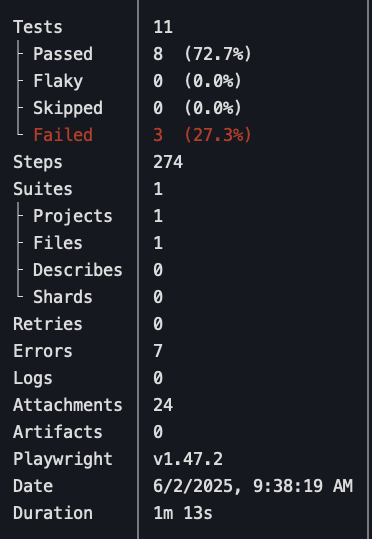 Tests 11
├ Passed 8 (72.7%)
├ Flaky 0 (0.0%)
├ Skipped 0 (0.0%)
└ Failed 3 (27.3%)
Steps 274
Suites 1
├ Projects 1
├ Files 1
├ Describes 0
└ Shards 0
Retries 0
Errors 7
Logs 0
Attachments 24
Artifacts 0
Playwright v1.47.2
Date 6/2/2025, 9:38:19 AM
Duration 1m 13s